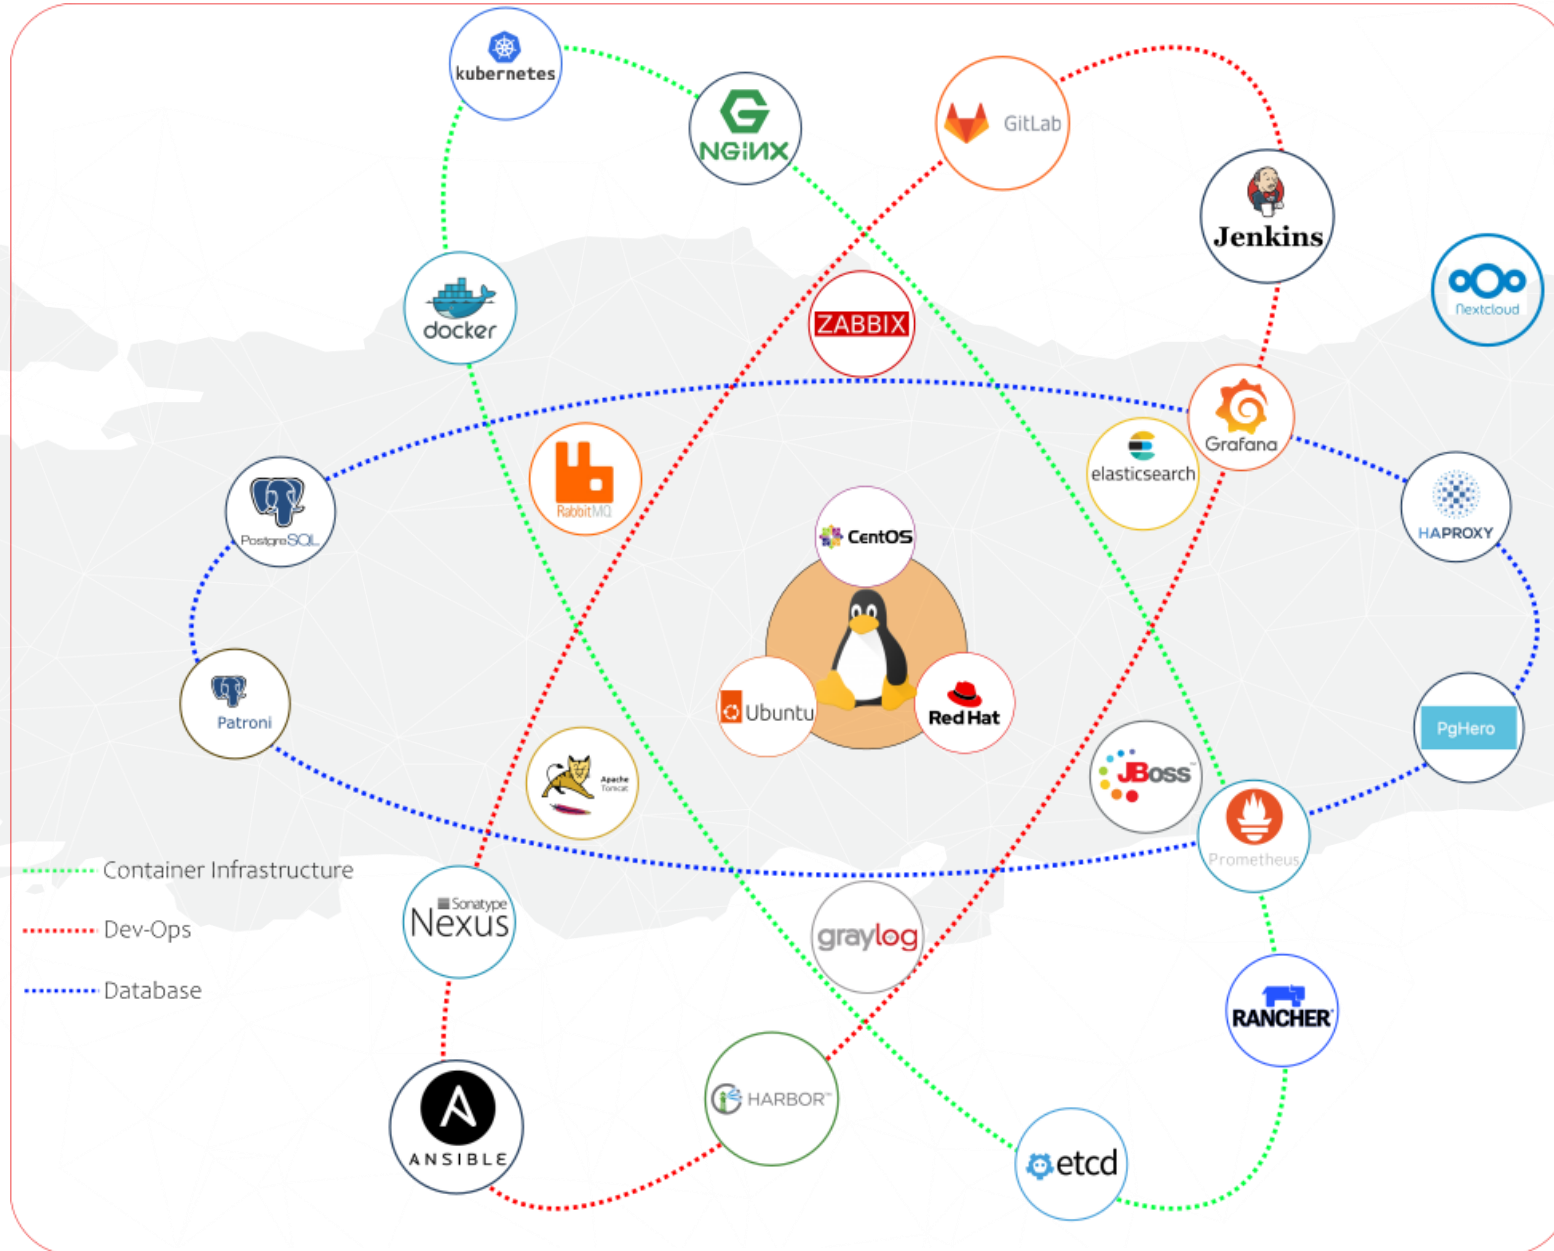 kubernetes
NGINX
GitLab
Jenkins
Nextcloud
docker
ZABBIX
Grafana
elasticsearch
RabbitMQ
PostgreSQL
HAPROXY
CentOS
Ubuntu
Red Hat
Patroni
PgHero
Apache
Tomcat
JBoss
Prometheus
Container Infrastructure
Dev-Ops
Database
Sonatype
Nexus
graylog
RANCHER
HARBOR™
ANSIBLE
etcd